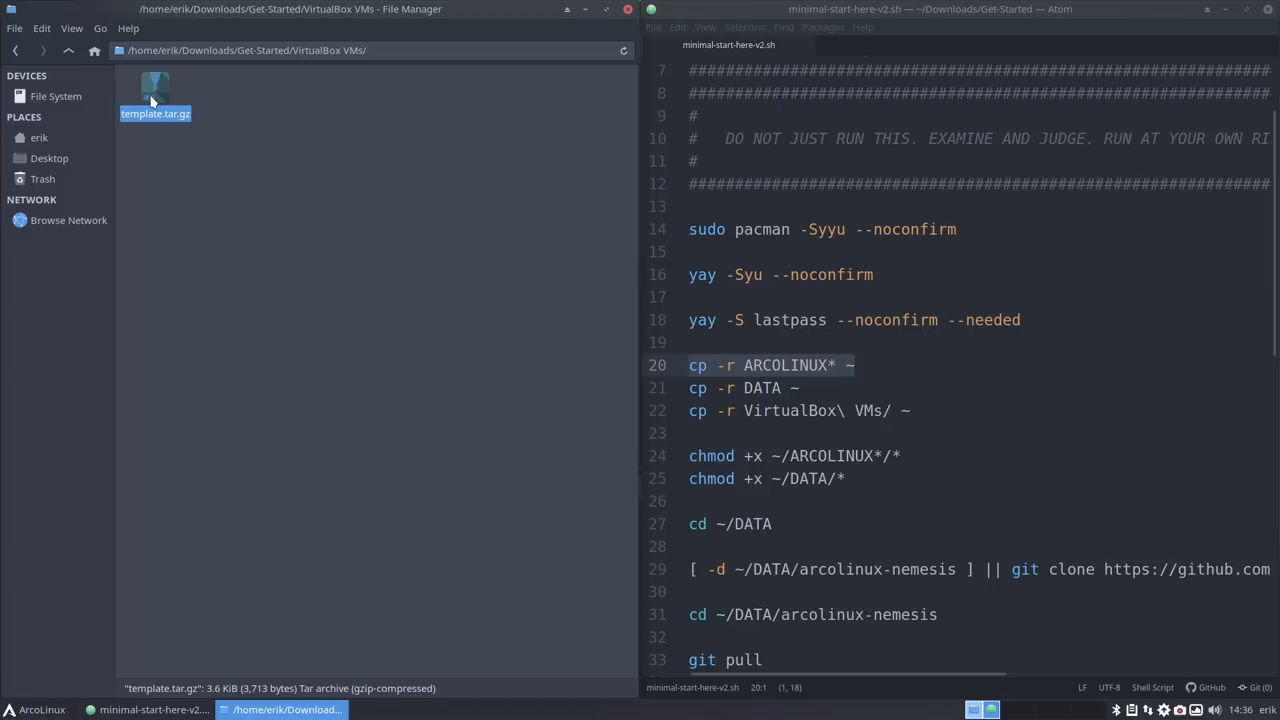 /home/erik/Downloads/Get-Started/VirtualBox VMs - File Manager
File Edit View Go Help
/home/erik/Downloads/Get-Started/VirtualBox VMs/
DEVICES
File System
PLACES
erik
Desktop
Trash
NETWORK
Browse Network
template.tar.gz
"template.tar.gz": 3.6 KiB (3,713 bytes) Tar archive (gzip-compressed)
minimal-start-here-v2.sh — ~/Downloads/Get-Started — Atom
File Edit View Selection Find Packages Help
minimal-start-here-v2.sh
7 ################################################################
8 ################################################################
9 #
10 #   DO NOT JUST RUN THIS. EXAMINE AND JUDGE. RUN AT YOUR OWN RI
11 #
12 ################################################################
13
14 sudo pacman -Syyu --noconfirm
15
16 yay -Syu --noconfirm
17
18 yay -S lastpass --noconfirm --needed
19
20 cp -r ARCOLINUX* ~
21 cp -r DATA ~
22 cp -r VirtualBox\ VMs/ ~
23
24 chmod +x ~/ARCOLINUX*/*
25 chmod +x ~/DATA/*
26
27 cd ~/DATA
28
29 [ -d ~/DATA/arcolinux-nemesis ] || git clone https://github.com
30
31 cd ~/DATA/arcolinux-nemesis
32
33 git pull
minimal-start-here-v2.sh 20:1 (1, 18) LF UTF-8 Shell Script GitHub Git (0)
ArcoLinux minimal-start-here-v2.... /home/erik/Download... 14:36 erik